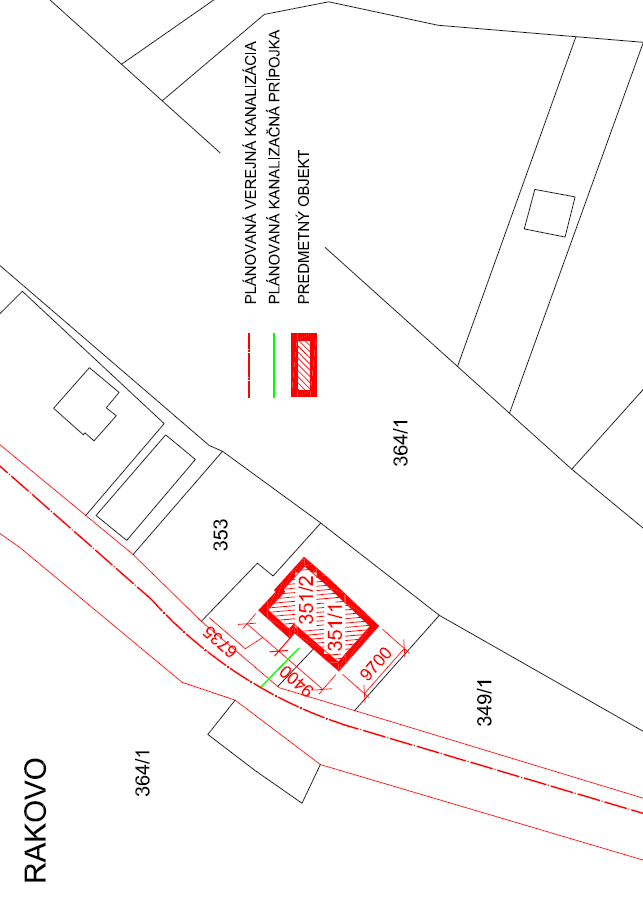 PLÁNOVANÁ VEREJNÁ KANALIZÁCIA
PLÁNOVANÁ KANALIZAČNÁ PRÍPOJKA
PREDMETNÝ OBJEKT
RAKOVO
364/1
353
364/1
351/2
351/1
6735
9400
9700
349/1